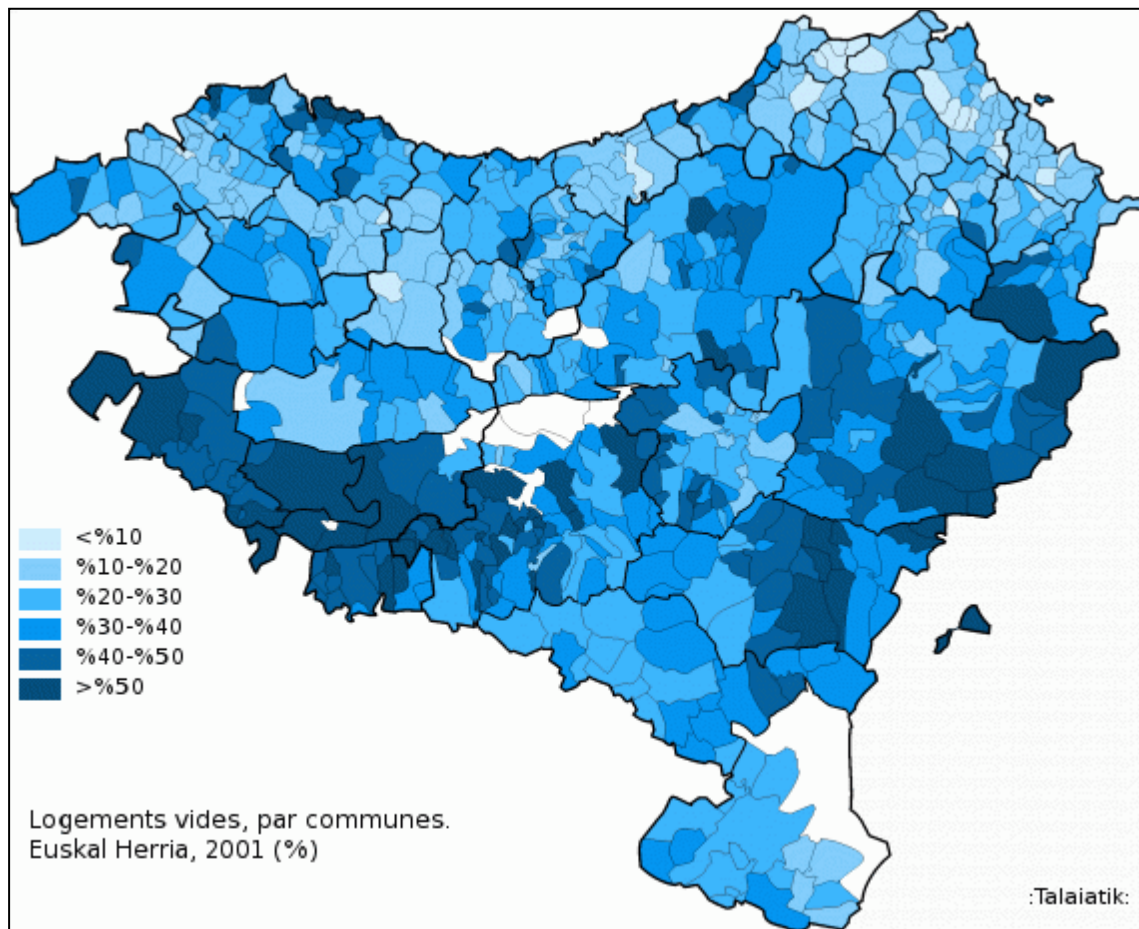 <%10
%10-%20
%20-%30
%30-%40
%40-%50
>%50
Logements vides, par communes.
Euskal Herria, 2001 (%)
:Talaiatik: